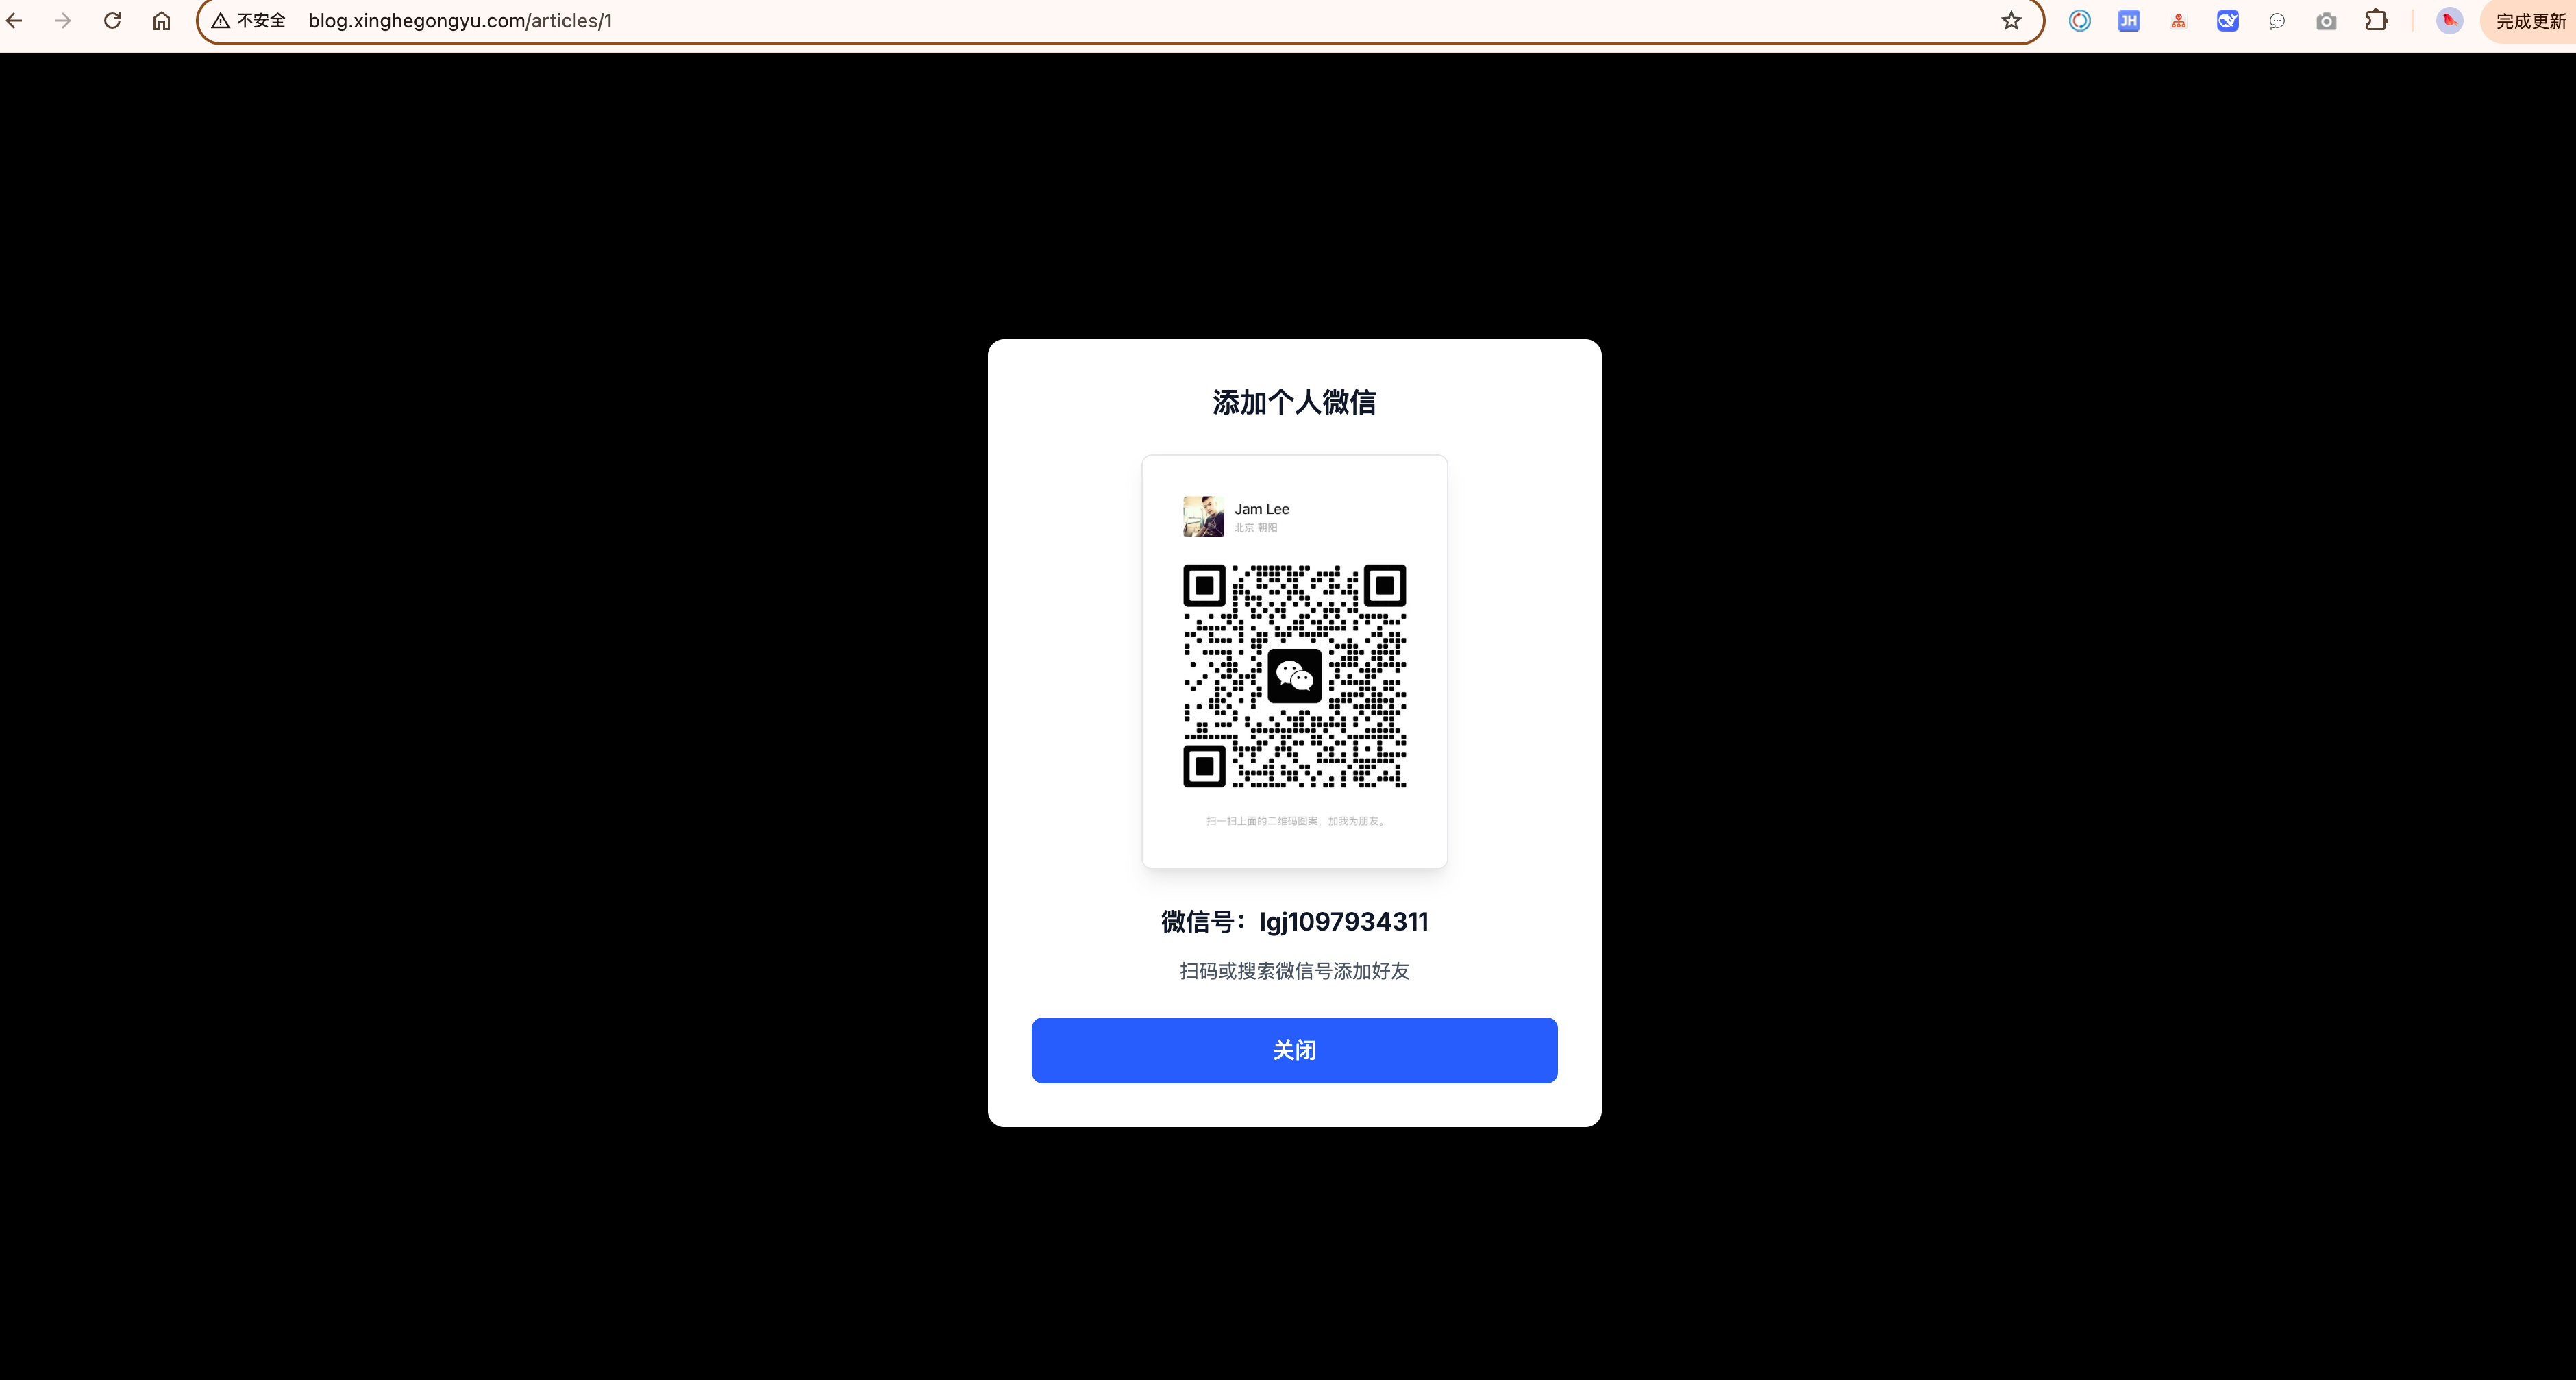 不安全 blog.xinghegongyu.com/articles/1
JH
完成更新
添加个人微信
Jam Lee
北京 朝阳
扫一扫上面的二维码图案，加我为朋友。
微信号：lgj1097934311
扫码或搜索微信号添加好友
关闭